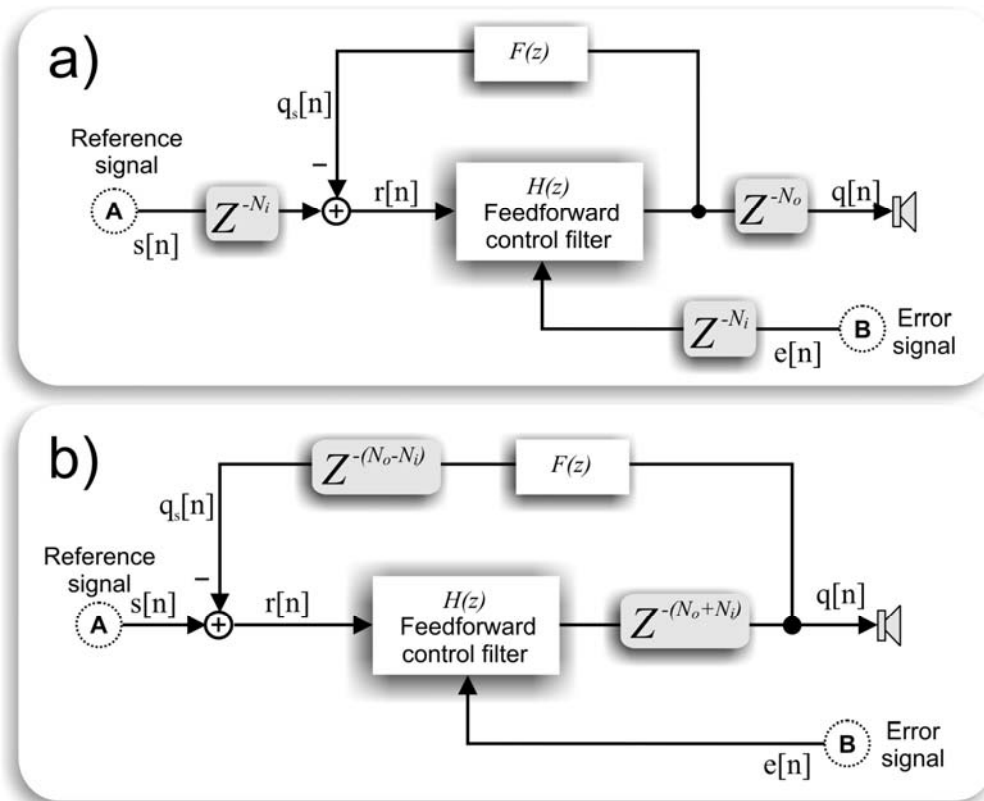 a)
F(z)
qs[n]
Reference
signal
A
s[n]
Z-Ni
–
+
r[n]
H(z)
Feedforward
control filter
Z-No
q[n]
Z-Ni
e[n]
B
Error
signal
b)
Z-(No-Ni)
F(z)
qs[n]
Reference
signal
A
s[n]
–
+
r[n]
H(z)
Feedforward
control filter
Z-(No+Ni)
q[n]
e[n]
B
Error
signal